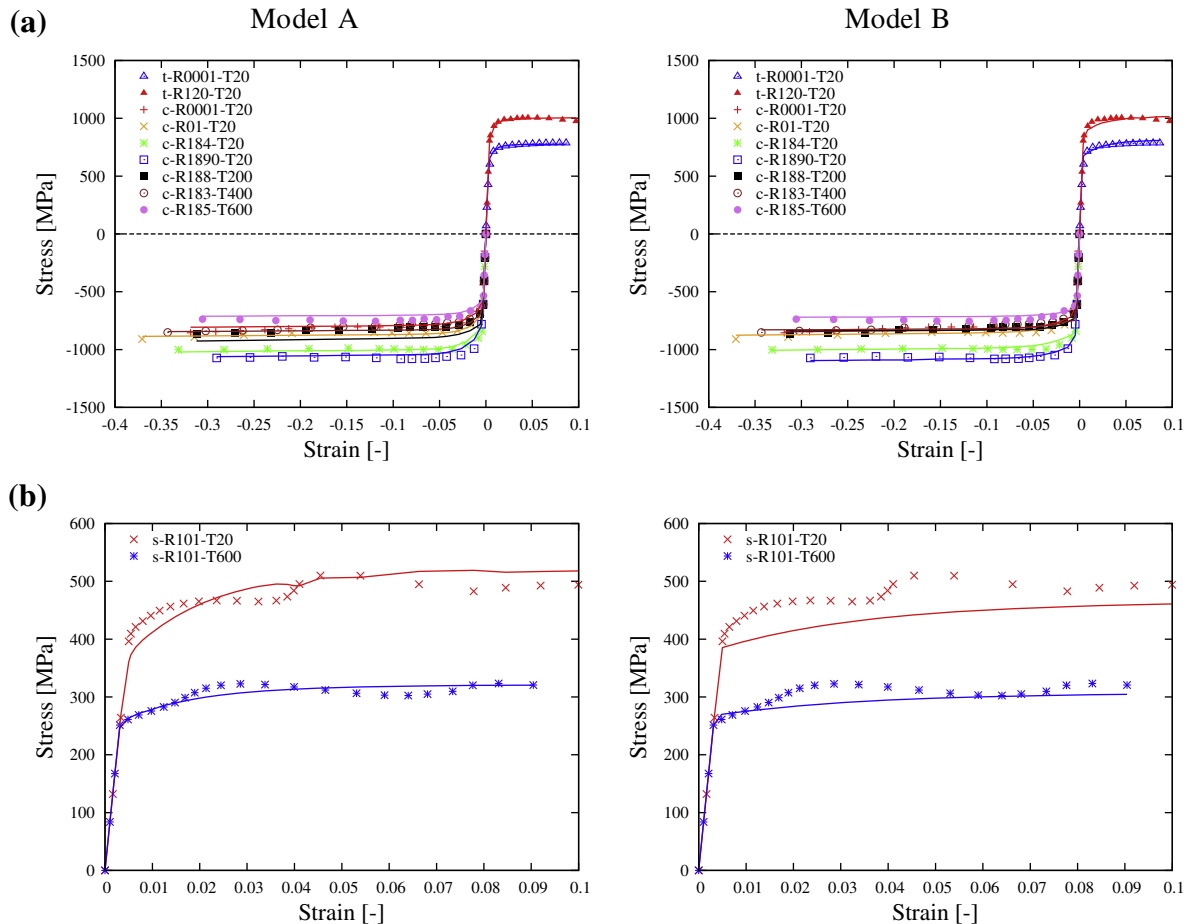 Model A
Model B
(a)
1500
1000
500
0
-500
-1000
-1500
Stress [MPa]
t-R0001-T20
t-R120-T20
c-R0001-T20
c-R01-T20
c-R184-T20
c-R1890-T20
c-R188-T200
c-R183-T400
c-R185-T600
-0.4 -0.35 -0.3 -0.25 -0.2 -0.15 -0.1 -0.05 0 0.05 0.1
Strain [-]
1500
1000
500
0
-500
-1000
-1500
Stress [MPa]
t-R0001-T20
t-R120-T20
c-R0001-T20
c-R01-T20
c-R184-T20
c-R1890-T20
c-R188-T200
c-R183-T400
c-R185-T600
-0.4 -0.35 -0.3 -0.25 -0.2 -0.15 -0.1 -0.05 0 0.05 0.1
Strain [-]
(b)
600
500
400
300
200
100
0
Stress [MPa]
s-R101-T20
s-R101-T600
0 0.01 0.02 0.03 0.04 0.05 0.06 0.07 0.08 0.09 0.1
Strain [-]
600
500
400
300
200
100
0
Stress [MPa]
s-R101-T20
s-R101-T600
0 0.01 0.02 0.03 0.04 0.05 0.06 0.07 0.08 0.09 0.1
Strain [-]